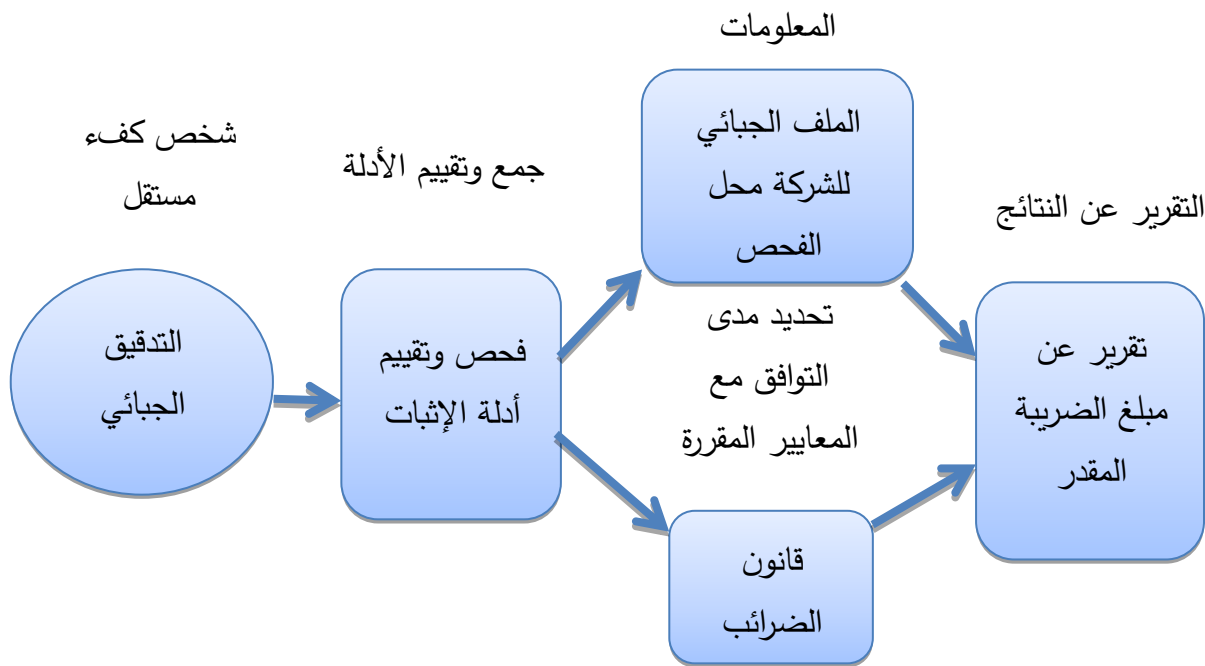 المعلومات
شخص كفء
مستقل
جمع وتقييم الأدلة
الملف الجبائي
للشركة محل
الفحص
التقرير عن النتائج
التدقيق
الجبائي
فحص وتقييم
أدلة الإثبات
تحديد مدى
التوافق مع
المعايير المقررة
تقرير عن
مبلغ الضريبة
المقدر
قانون
الضرائب